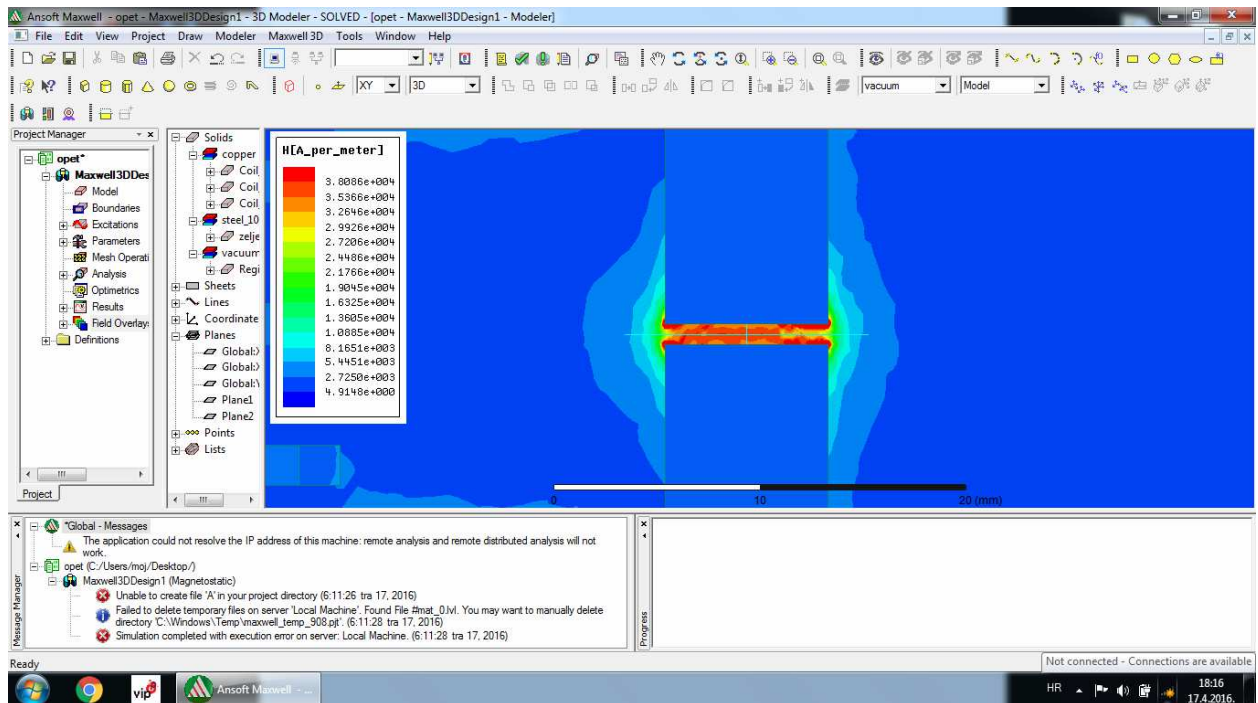 Ansoft Maxwell - opet - Maxwell3DDesign1 - 3D Modeler - SOLVED - [opet - Maxwell3DDesign1 - Modeler]
File Edit View Project Draw Modeler Maxwell 3D Tools Window Help
XY 3D vacuum Model
Project Manager
opet*
Maxwell3DDes
Model
Boundaries
Excitations
Parameters
Mesh Operati
Analysis
Optimetrics
Results
Field Overlay
Definitions
Project
Solids
copper
Coil
Coil
Coil
steel_10
zelje
vacuum
Regi
Sheets
Lines
Coordinate
Planes
Global:
Global:
Global:
Plane1
Plane2
Points
Lists
H[A_per_meter]
3.8086e+004
3.5366e+004
3.2646e+004
2.9926e+004
2.7206e+004
2.4486e+004
2.1766e+004
1.9045e+004
1.6325e+004
1.3605e+004
1.0885e+004
8.1651e+003
5.4451e+003
2.7250e+003
4.9148e+000
0 10 20 (mm)
Message Manager
*Global - Messages
The application could not resolve the IP address of this machine: remote analysis and remote distributed analysis will not
work.
opet (C:/Users/moj/Desktop/)
Maxwell3DDesign1 (Magnetostatic)
Unable to create file 'A' in your project directory (6:11:26 tra 17, 2016)
Failed to delete temporary files on server 'Local Machine'. Found File #mat_0.lvl. You may want to manually delete
directory 'C:\Windows\Temp\maxwell_temp_908.pjt'. (6:11:28 tra 17, 2016)
Simulation completed with execution error on server: Local Machine. (6:11:28 tra 17, 2016)
Progress
Ready
Not connected - Connections are available
vip
Ansoft Maxwell - ...
HR
18:16
17.4.2016.